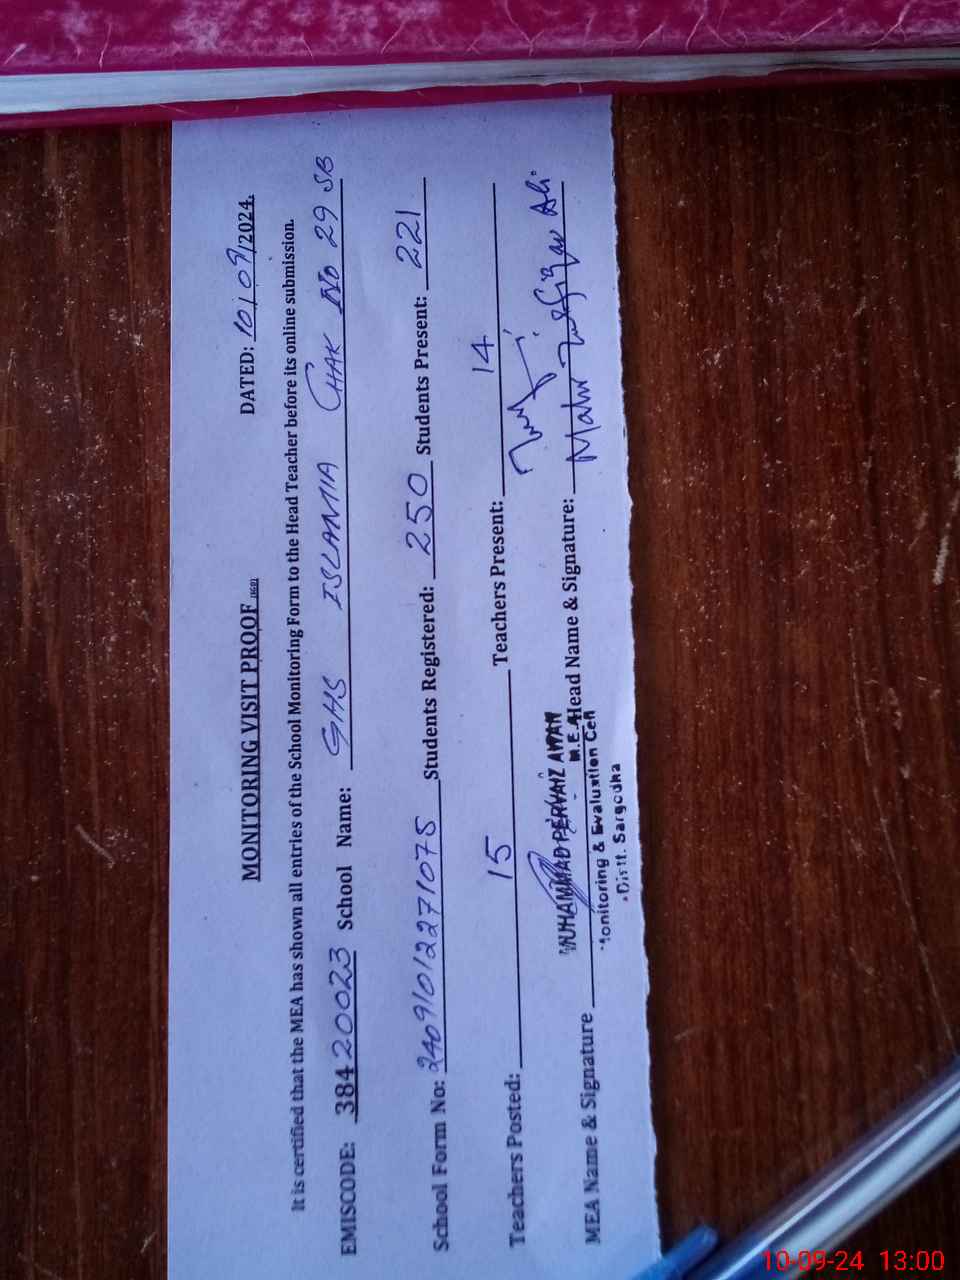 MONITORING VISIT PROOF
DATED: 10/09/2024.
It is certified that the MEA has shown all entries of the School Monitoring Form to the Head Teacher before its online submission.
EMISCODE: 38420023 School Name: GHS ISLAMIA CHAK NO 29 SB
School Form No: 24091012271075 Students Registered: 250 Students Present: 221
Teachers Posted: 15 Teachers Present: 14
MEA Name & Signature Head Name & Signature:
MUHAMMAD PERVAIZ AWAN
M.E.A
Monitoring & Evaluation Cell
Distt. Sargodha
10-09-24 13:00